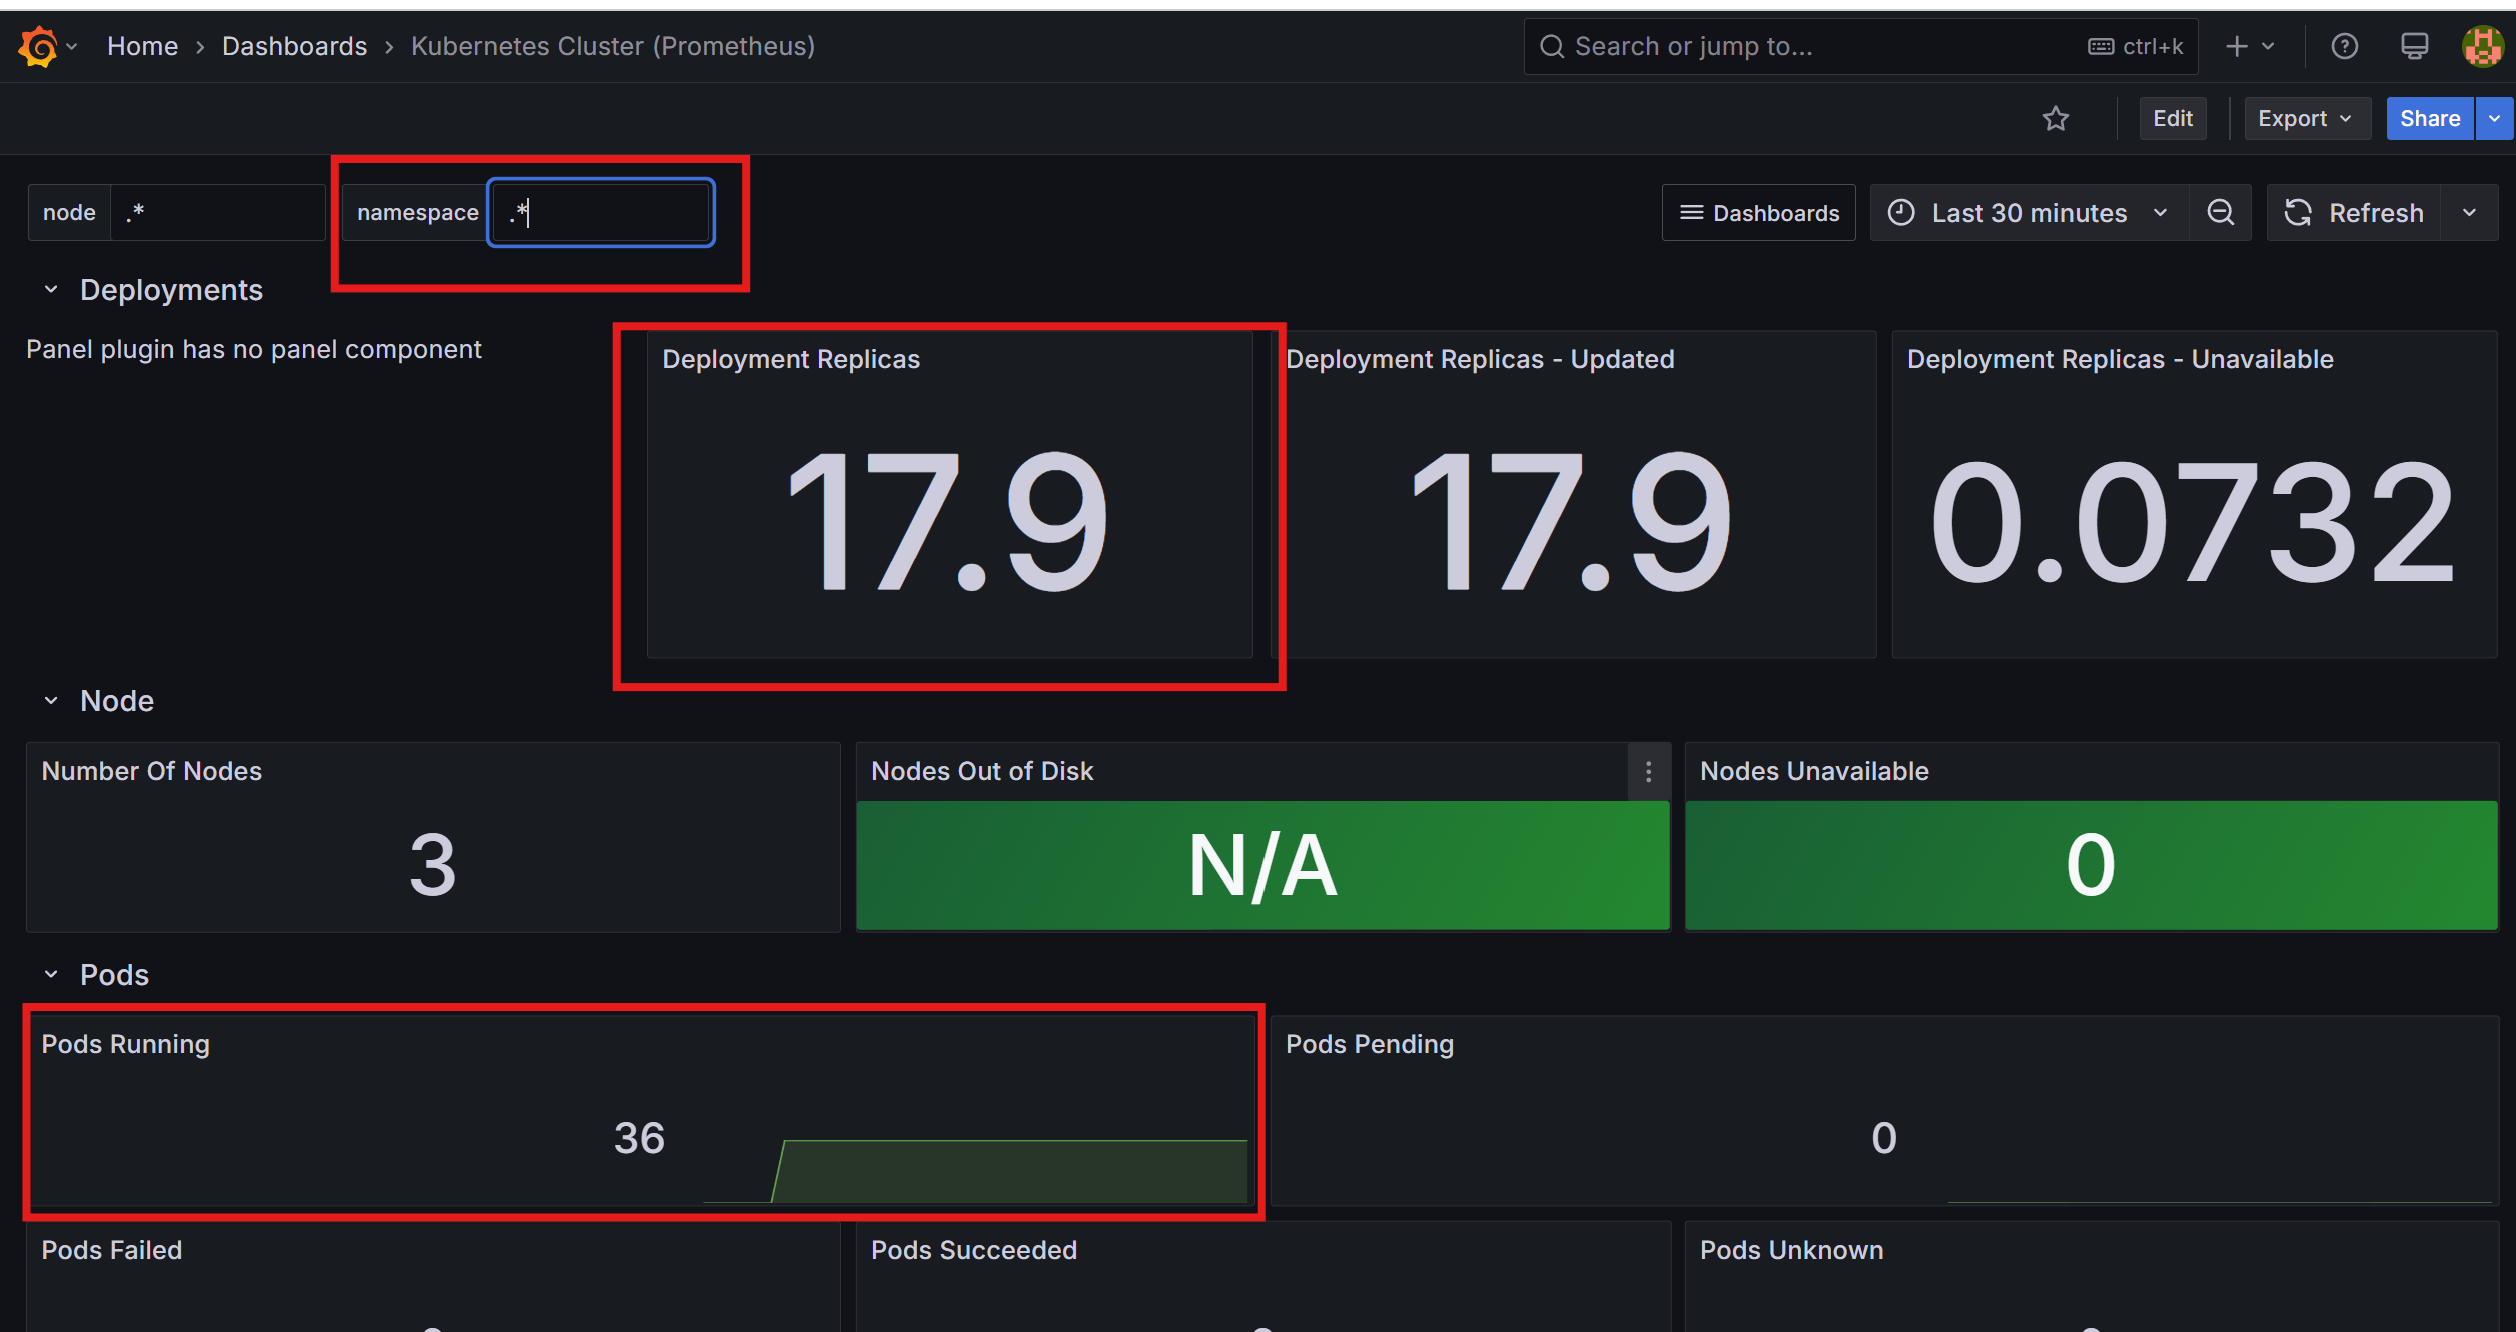 Home > Dashboards > Kubernetes Cluster (Prometheus)
Search or jump to...
ctrl+k
Edit
Export
Share
node .*
namespace .*
Dashboards
Last 30 minutes
Refresh
Deployments
Panel plugin has no panel component
Deployment Replicas
17.9
Deployment Replicas - Updated
17.9
Deployment Replicas - Unavailable
0.0732
Node
Number Of Nodes
3
Nodes Out of Disk
N/A
Nodes Unavailable
0
Pods
Pods Running
36
Pods Pending
0
Pods Failed
Pods Succeeded
Pods Unknown